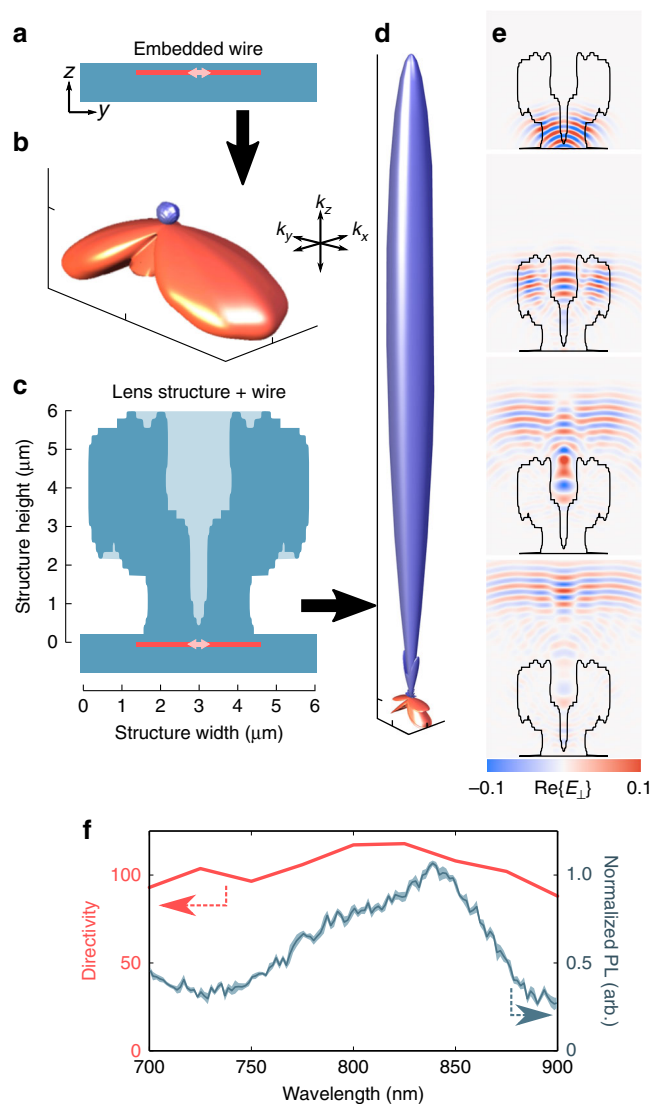 a
Embedded wire
z
y
b
k_z
k_y
k_x
c
Lens structure + wire
6
5
4
3
2
1
0
Structure height (μm)
0 1 2 3 4 5 6
Structure width (μm)
d
e
–0.1 Re{E⊥} 0.1
f
100
50
0
Directivity
1.0
0.5
0
Normalized PL (arb.)
700 750 800 850 900
Wavelength (nm)